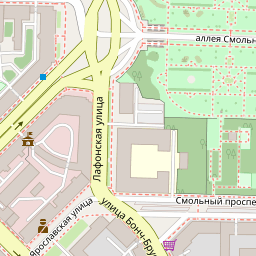 аллея Смольн
Лафонская улица
Смольный проспе
Ярославская улица
улица Бонч-Бру